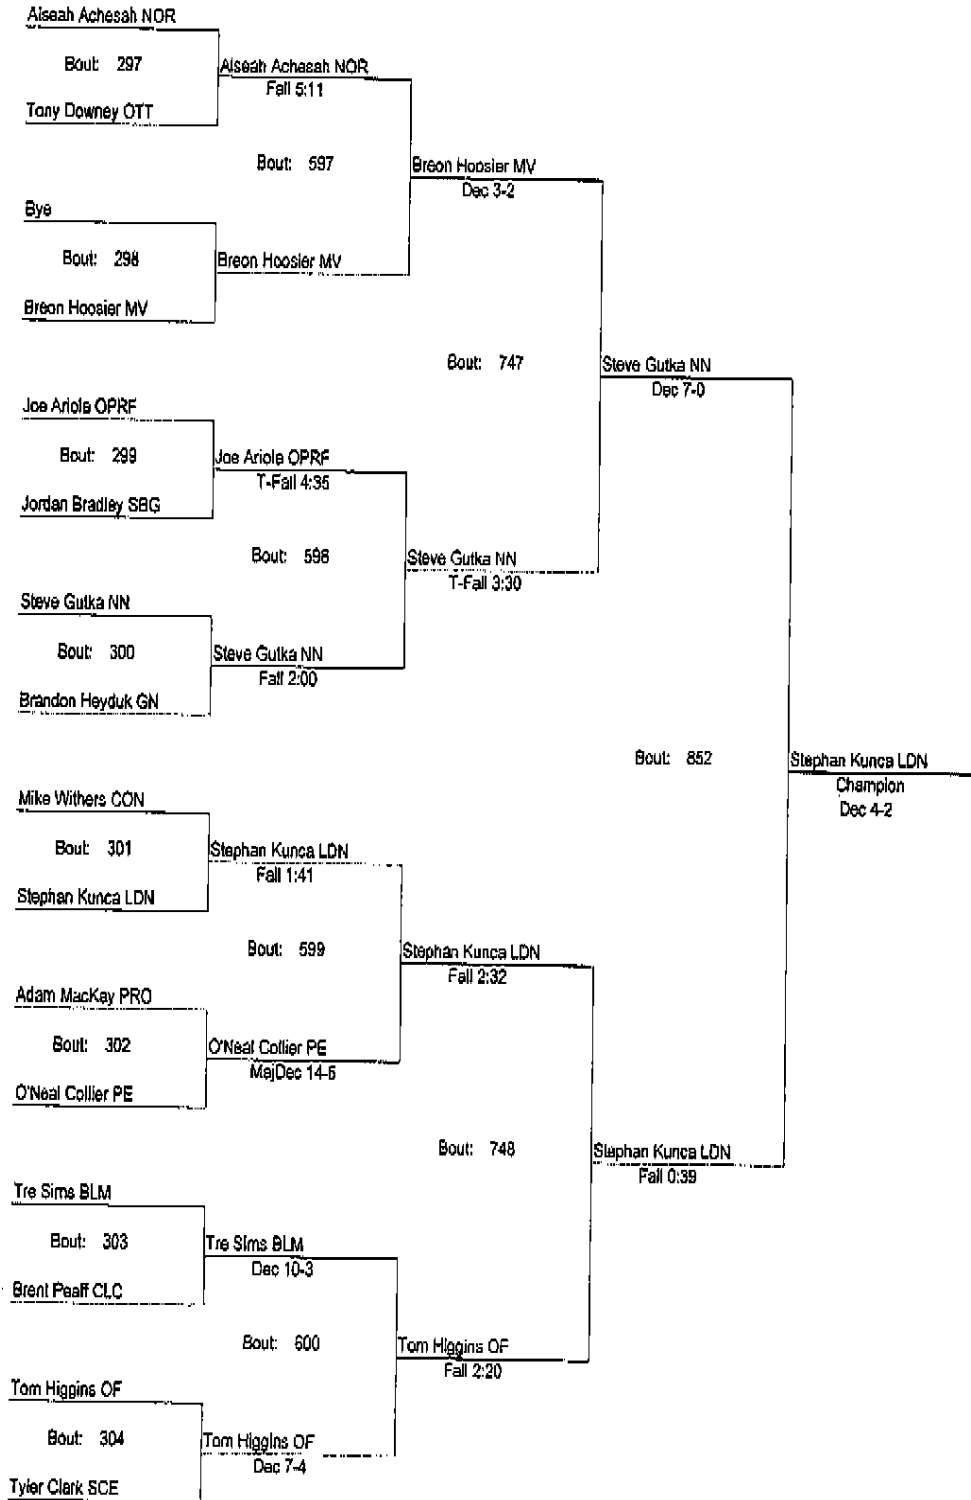 Aiseah Achesah NOR
Bout: 297
Aiseah Achesah NOR
Fall 5:11
Tony Downey OTT
Bout: 597
Breon Hoosier MV
Dec 3-2
Bye
Bout: 298
Breon Hoosier MV
Breon Hoosier MV
Bout: 747
Steve Gutka NN
Dec 7-0
Joe Ariola OPRF
Bout: 299
Joe Ariola OPRF
T-Fall 4:35
Jordan Bradley SBG
Bout: 598
Steve Gutka NN
T-Fall 3:30
Steve Gutka NN
Bout: 300
Steve Gutka NN
Fall 2:00
Brandon Heyduk GN
Bout: 852
Stephan Kunca LDN
Champion
Dec 4-2
Mike Withers CON
Bout: 301
Stephan Kunca LDN
Fall 1:41
Stephan Kunca LDN
Bout: 599
Stephan Kunca LDN
Fall 2:32
Adam MacKay PRO
Bout: 302
O'Neal Collier PE
MajDec 14-5
O'Neal Collier PE
Bout: 748
Stephan Kunca LDN
Fall 0:39
Tre Sims BLM
Bout: 303
Tre Sims BLM
Dec 10-3
Brent Peaff CLC
Bout: 600
Tom Higgins OF
Fall 2:20
Tom Higgins OF
Bout: 304
Tom Higgins OF
Dec 7-4
Tyler Clark SCE